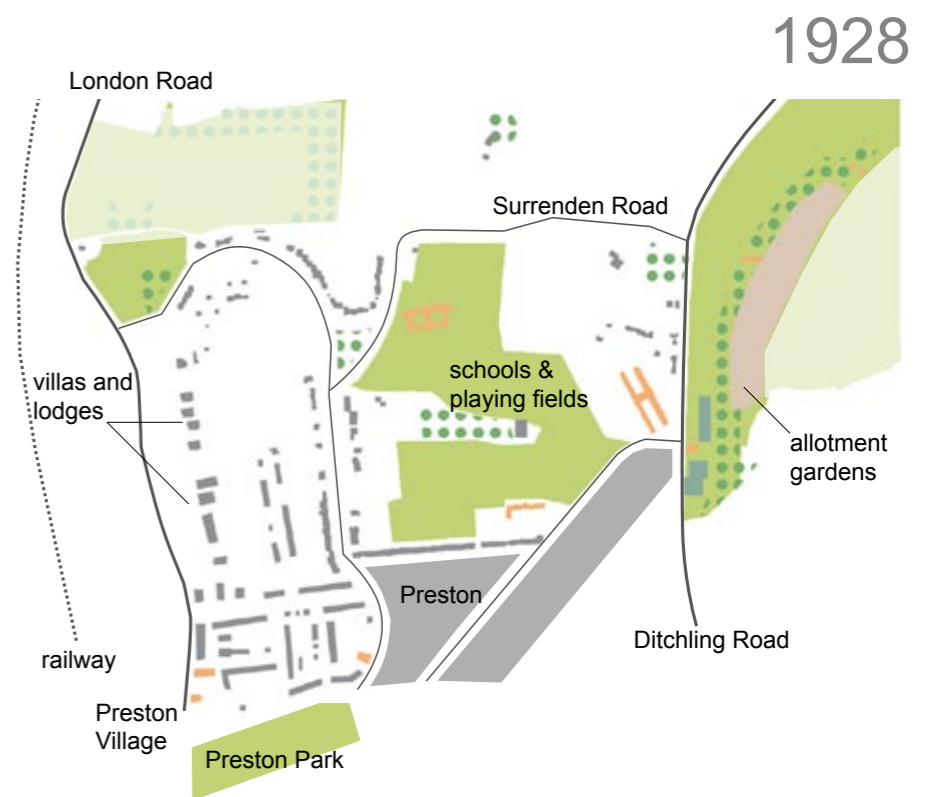 1928
London Road
Surrenden Road
villas and
lodges
schools &
playing fields
allotment
gardens
Preston
Ditchling Road
railway
Preston
Village
Preston Park